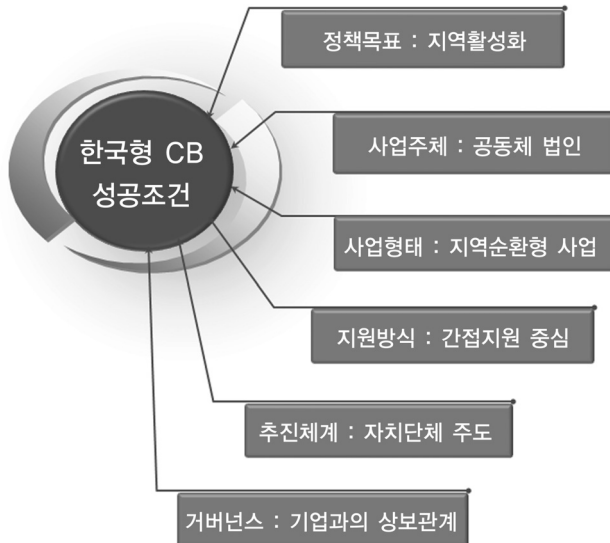 정책목표 : 지역활성화
한국형 CB
성공조건
사업주체 : 공동체 법인
사업형태 : 지역순환형 사업
지원방식 : 간접지원 중심
추진체계 : 자치단체 주도
거버넌스 : 기업과의 상보관계